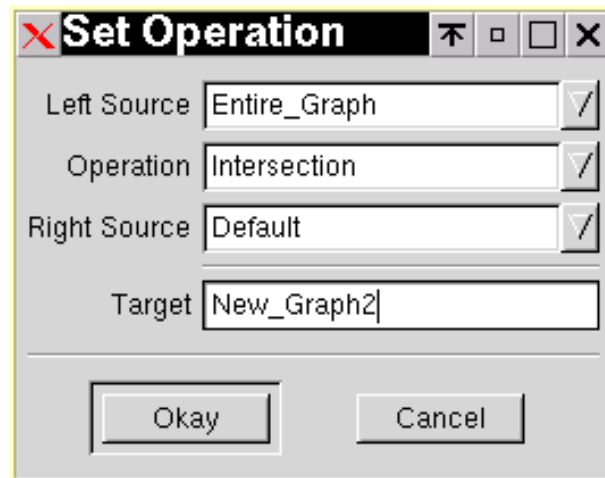 Set Operation
Left Source Entire_Graph
Operation Intersection
Right Source Default
Target New_Graph2
Okay Cancel